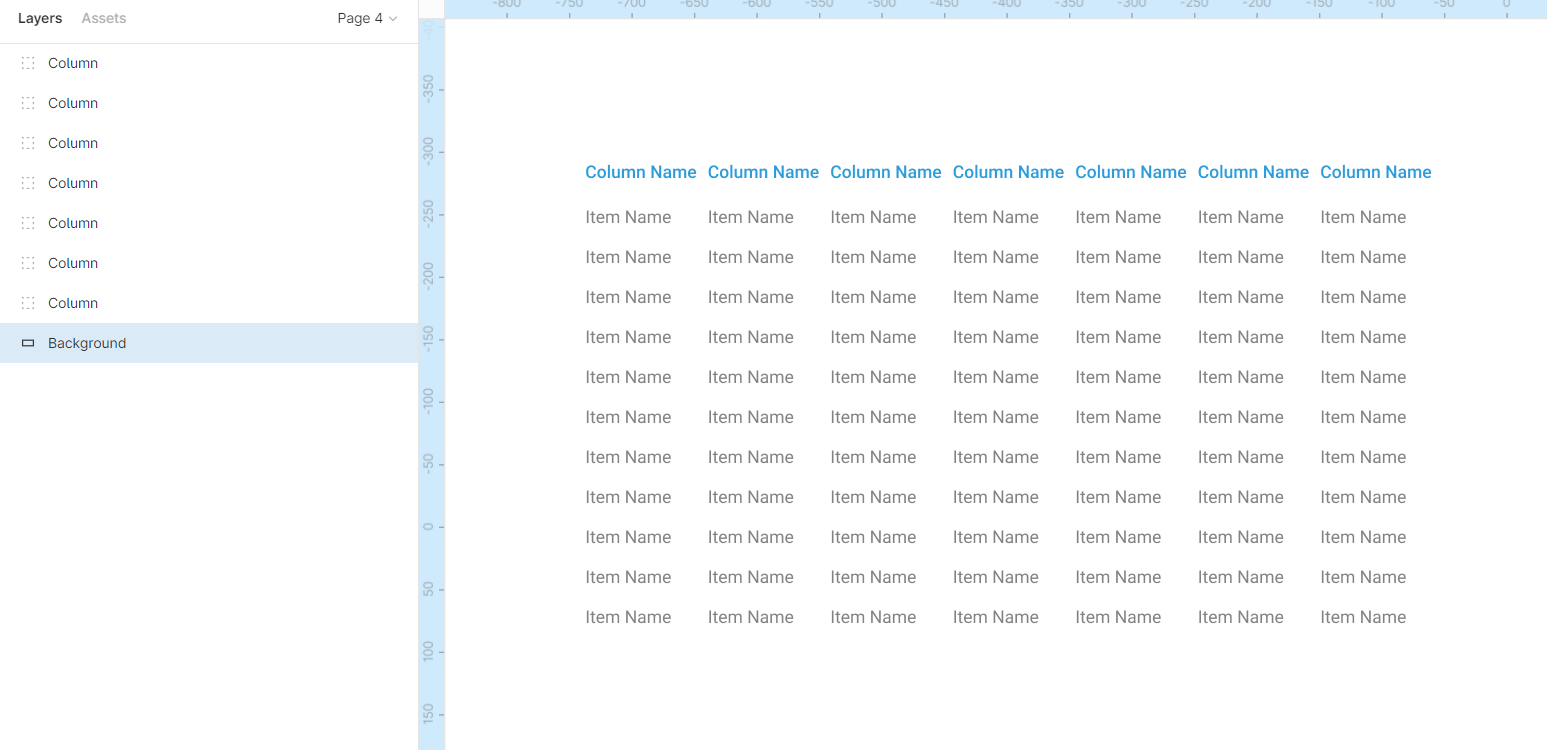 Layers Assets Page 4
-800 -750 -700 -650 -600 -550 -500 -450 -400 -350 -300 -250 -200 -150 -100 -50 0
Column
Column
Column
Column
Column
Column
Column
Background
-350
-300
-250
-200
-150
-100
-50
0
50
100
150
Column Name Column Name Column Name Column Name Column Name Column Name Column Name
Item Name Item Name Item Name Item Name Item Name Item Name Item Name
Item Name Item Name Item Name Item Name Item Name Item Name Item Name
Item Name Item Name Item Name Item Name Item Name Item Name Item Name
Item Name Item Name Item Name Item Name Item Name Item Name Item Name
Item Name Item Name Item Name Item Name Item Name Item Name Item Name
Item Name Item Name Item Name Item Name Item Name Item Name Item Name
Item Name Item Name Item Name Item Name Item Name Item Name Item Name
Item Name Item Name Item Name Item Name Item Name Item Name Item Name
Item Name Item Name Item Name Item Name Item Name Item Name Item Name
Item Name Item Name Item Name Item Name Item Name Item Name Item Name
Item Name Item Name Item Name Item Name Item Name Item Name Item Name